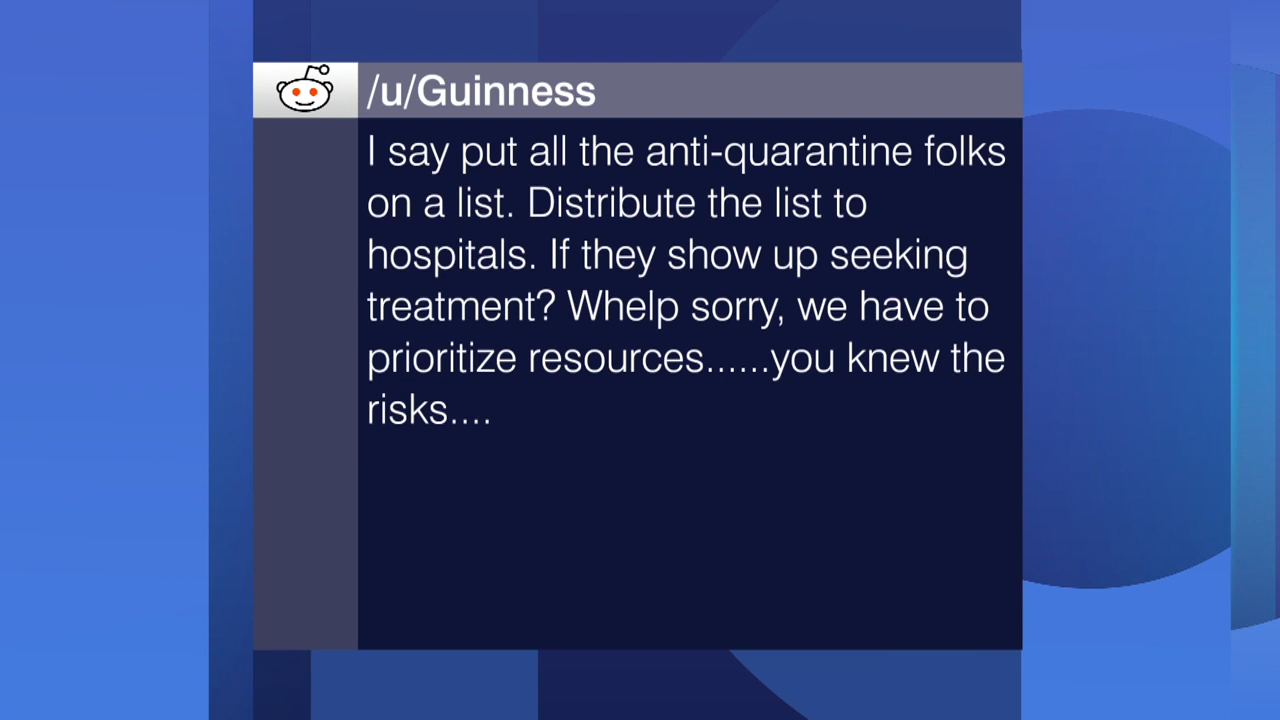 /u/Guinness
I say put all the anti-quarantine folks
on a list. Distribute the list to
hospitals. If they show up seeking
treatment? Whelp sorry, we have to
prioritize resources......you knew the
risks....